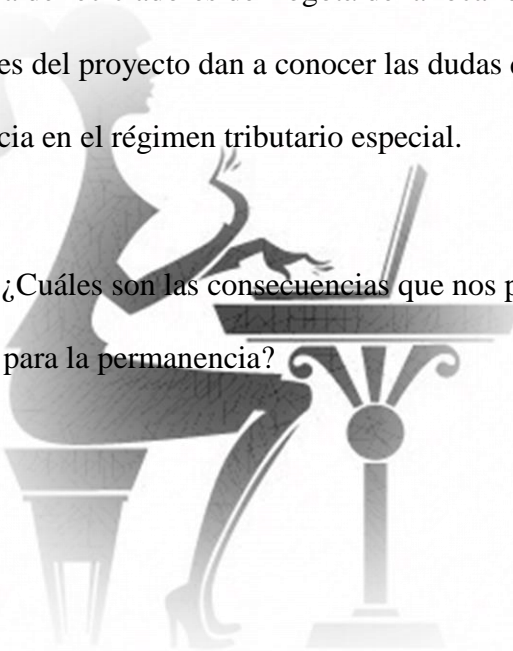 es del proyecto dan a conocer las dudas
cia en el régimen tributario especial.
¿Cuáles son las consecuencias que nos p
para la permanencia?